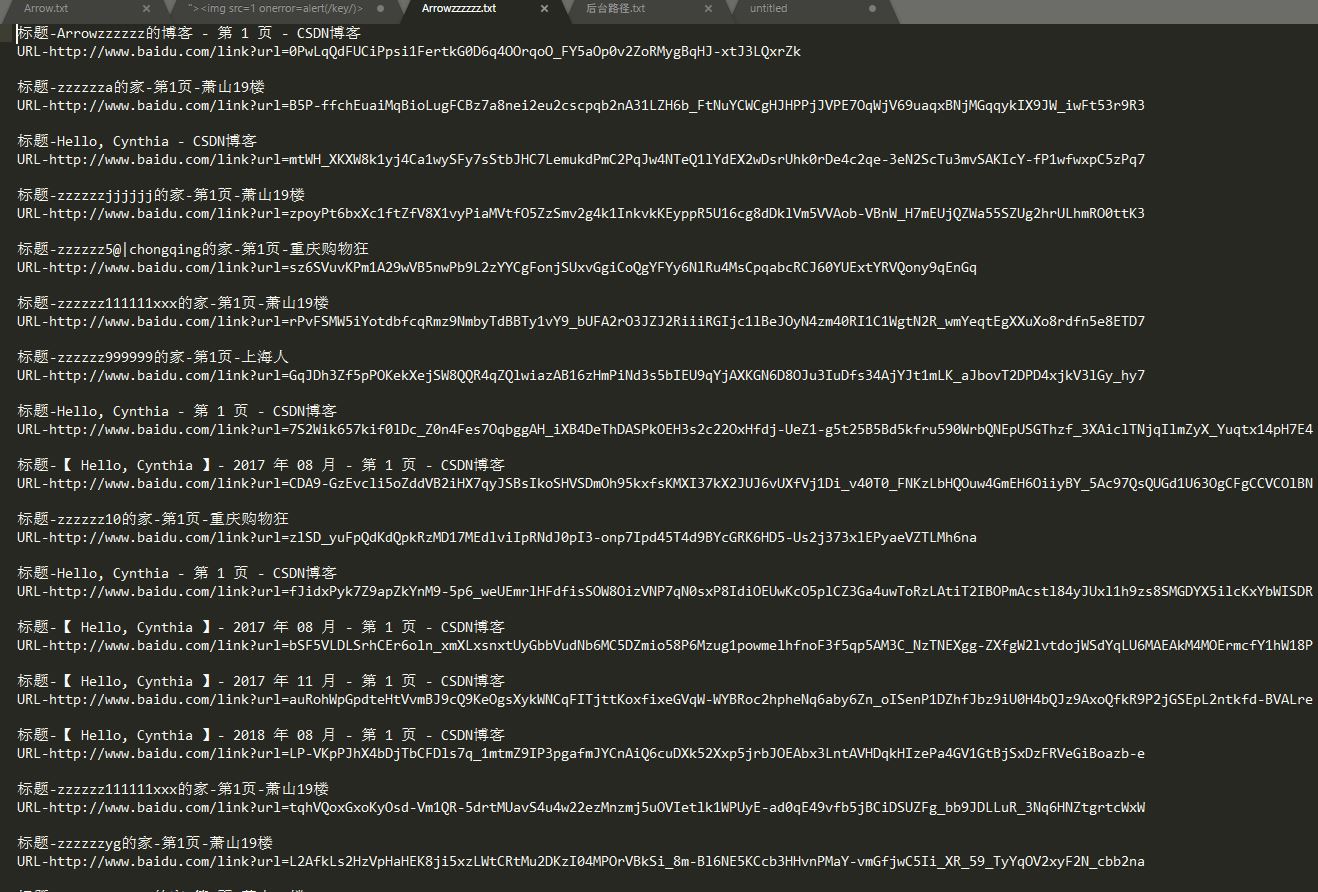 Arrow.txt
"><img src=1 onerror=alert(/key/)>
Arrowzzzzzz.txt
后台路径.txt
untitled
标题-Arrowzzzzzz的博客 - 第 1 页 - CSDN博客
URL-http://www.baidu.com/link?url=0PwLqQdFUCiPpsi1FertkG0D6q4OOrqoO_FY5aOp0v2ZoRMygBqHJ-xtJ3LQxrZk
标题-zzzzzza的家-第1页-萧山19楼
URL-http://www.baidu.com/link?url=B5P-ffchEuaiMqBioLugFCBz7a8nei2eu2cscpqb2nA31LZH6b_FtNuYCWCgHJHPPjJVPE7OqWjV69uaqxBNjMGqqykIX9JW_iwFt53r9R3
标题-Hello, Cynthia - CSDN博客
URL-http://www.baidu.com/link?url=mtWH_XKXW8k1yj4Ca1wySFy7sStbJHC7LemukdPmC2PqJw4NTeQ1lYdEX2wDsrUhk0rDe4c2qe-3eN2ScTu3mvSAKIcY-fP1wfwxpC5zPq7
标题-zzzzzzjjjjjj的家-第1页-萧山19楼
URL-http://www.baidu.com/link?url=zpoyPt6bxXc1ftZfV8X1vyPiaMVtfO5ZzSmv2g4k1InkvkKEyppR5U16cg8dDklVm5VVAob-VBnW_H7mEUjQZWa55SZUg2hrULhmRO0ttK3
标题-zzzzzz5@|chongqing的家-第1页-重庆购物狂
URL-http://www.baidu.com/link?url=sz6SVuvKPm1A29wVB5nwPb9L2zYYCgFonjSUxvGgiCoQgYFYy6NlRu4MsCpqabcRCJ60YUExtYRVQony9qEnGq
标题-zzzzzz111111xxx的家-第1页-萧山19楼
URL-http://www.baidu.com/link?url=rPvFSMW5iYotdbfcqRmz9NmbyTdBBTy1vY9_bUFA2rO3JZJ2RiiiRGIjc1lBeJOyN4zm40RI1C1WgtN2R_wmYeqtEgXXuXo8rdfn5e8ETD7
标题-zzzzzz999999的家-第1页-上海人
URL-http://www.baidu.com/link?url=GqJDh3Zf5pPOKekXejSW8QQR4qZQlwiazAB16zHmPiNd3s5bIEU9qYjAXKGN6D8OJu3IuDfs34AjYJt1mLK_aJbovT2DPD4xjkV3lGy_hy7
标题-Hello, Cynthia - 第 1 页 - CSDN博客
URL-http://www.baidu.com/link?url=7S2Wik657kif0lDc_Z0n4Fes7OqbggAH_iXB4DeThDASPkOEH3s2c22OxHfdj-UeZ1-g5t25B5Bd5kfru590WrbQNEpUSGThzf_3XAiclTNjqIlmZyX_Yuqtx14pH7E4
标题-【 Hello, Cynthia 】- 2017 年 08 月 - 第 1 页 - CSDN博客
URL-http://www.baidu.com/link?url=CDA9-GzEvcli5oZddVB2iHX7qyJSBsIkoSHVSDmOh95kxfsKMXI37kX2JUJ6vUXfVj1Di_v40T0_FNKzLbHQOuw4GmEH6OiiyBY_5Ac97QsQUGd1U63OgCFgCCVCOlBN
标题-zzzzzz10的家-第1页-重庆购物狂
URL-http://www.baidu.com/link?url=zlSD_yuFpQdKdQpkRzMD17MEdlviIpRNdJ0pI3-onp7Ipd45T4d9BYcGRK6HD5-Us2j373xlEPyaeVZTLMh6na
标题-Hello, Cynthia - 第 1 页 - CSDN博客
URL-http://www.baidu.com/link?url=fJidxPyk7Z9apZkYnM9-5p6_weUEmrlHFdfisSOW8OizVNP7qN0sxP8IdiOEUwKcO5plCZ3Ga4uwToRzLAtiT2IBOPmAcstl84yJUxl1h9zs8SMGDYX5ilcKxYbWISDR
标题-【 Hello, Cynthia 】- 2017 年 08 月 - 第 1 页 - CSDN博客
URL-http://www.baidu.com/link?url=bSF5VLDLSrhCEr6oln_xmXLxsnxtUyGbbVudNb6MC5DZmio58P6Mzug1powmelhfnoF3f5qp5AM3C_NzTNEXgg-ZXfgW2lvtdojWSdYqLU6MAEAkM4MOErmcfY1hW18P
标题-【 Hello, Cynthia 】- 2017 年 11 月 - 第 1 页 - CSDN博客
URL-http://www.baidu.com/link?url=auRohWpGpdteHtVvmBJ9cQ9KeOgsXykWNCqFITjttKoxfixeGVqW-WYBRoc2hpheNq6aby6Zn_oISenP1DZhfJbz9iU0H4bQJz9AxoQfkR9P2jGSEpL2ntkfd-BVALre
标题-【 Hello, Cynthia 】- 2018 年 08 月 - 第 1 页 - CSDN博客
URL-http://www.baidu.com/link?url=LP-VKpPJhX4bDjTbCFDls7q_1mtmZ9IP3pgafmJYCnAiQ6cuDXk52Xxp5jrbJOEAbx3LntAVHDqkHIzePa4GV1GtBjSxDzFRVeGiBoazb-e
标题-zzzzzz111111xxx的家-第1页-萧山19楼
URL-http://www.baidu.com/link?url=tqhVQoxGxoKyOsd-Vm1QR-5drtMUavS4u4w22ezMnzmj5uOVIetlk1WPUyE-ad0qE49vfb5jBCiDSUZFg_bb9JDLLuR_3Nq6HNZtgrtcWxW
标题-zzzzzzyg的家-第1页-萧山19楼
URL-http://www.baidu.com/link?url=L2AfkLs2HzVpHaHEK8ji5xzLWtCRtMu2DKzI04MPOrVBkSi_8m-Bl6NE5KCcb3HHvnPMaY-vmGfjwC5Ii_XR_59_TyYqOV2xyF2N_cbb2na